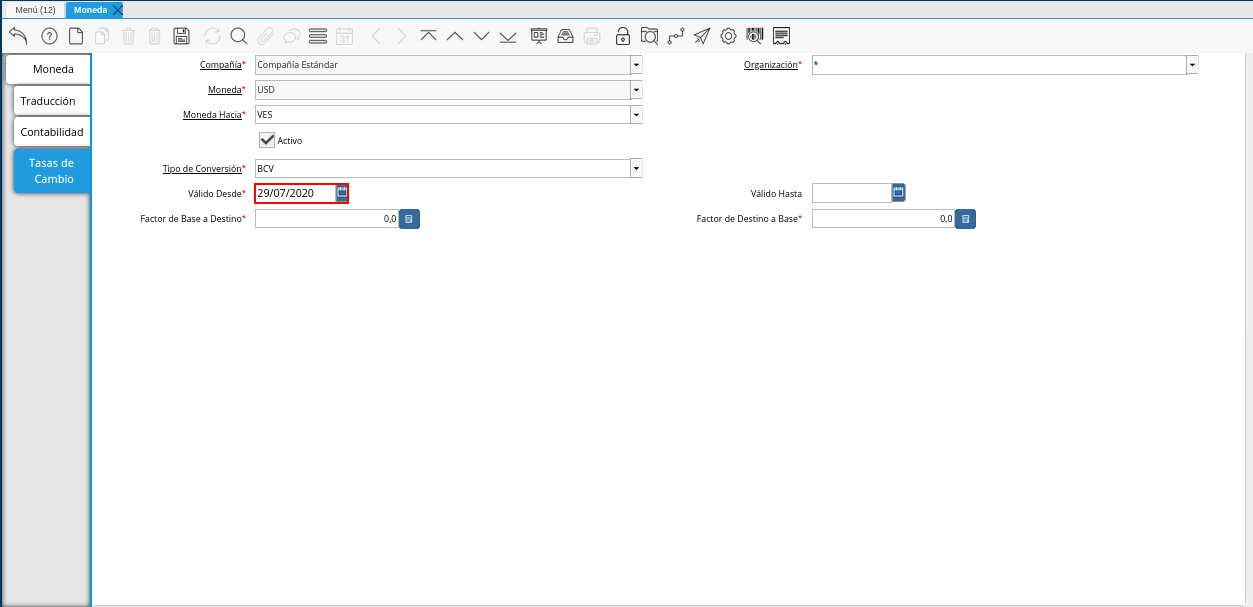 Menú (12) Moneda
31
Moneda
Traducción
Contabilidad
Tasas de
Cambio
Compañía* Compañía Estándar Organización* *
Moneda* USD
Moneda Hacia* VES
Activo
Tipo de Conversión* BCV
Válido Desde* 29/07/2020 Válido Hasta
Factor de Base a Destino* 0,0 Factor de Destino a Base* 0,0